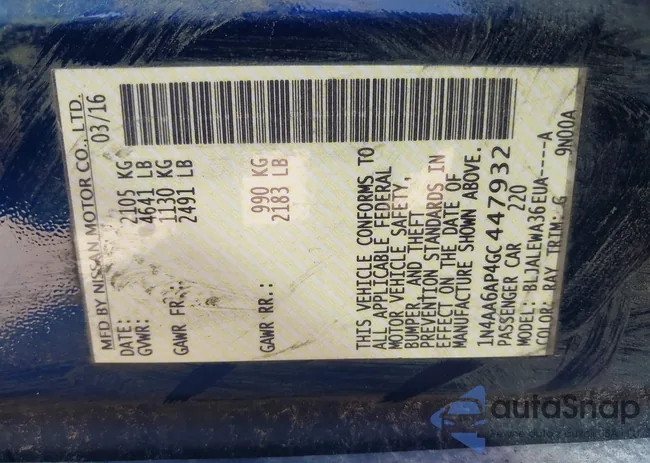 MFD BY NISSAN MOTOR CO.,LTD.
DATE: 03/16
GVWR: 2105 KG
4641 LB
GAWR FR.: 1130 KG
2491 LB
GAWR RR.: 990 KG
2183 LB
THIS VEHICLE CONFORMS TO
ALL APPLICABLE FEDERAL
MOTOR VEHICLE SAFETY,
BUMPER, AND THEFT
PREVENTION STANDARDS IN
EFFECT ON THE DATE OF
MANUFACTURE SHOWN ABOVE.
1N4AA6AP4GC447932
PASSENGER CAR 220
MODEL: BLJALEWA36EUA----A
COLOR: RAY TRIM: G 9N00A
autoSnap